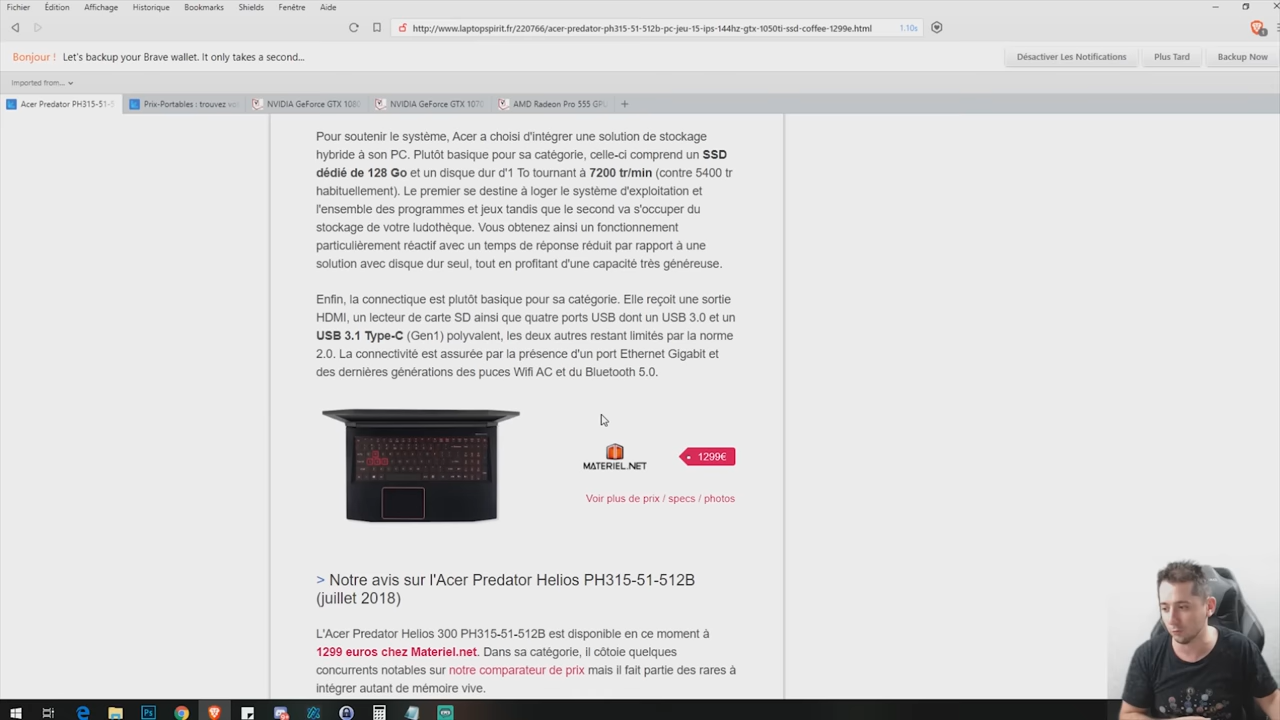 Fichier Édition Affichage Historique Bookmarks Shields Fenêtre Aide
http://www.laptopspirit.fr/220766/acer-predator-ph315-51-512b-pc-jeu-15-ips-144hz-gtx-1050ti-ssd-coffee-1299e.html 1.10s
Bonjour ! Let's backup your Brave wallet. It only takes a second... Désactiver Les Notifications Plus Tard Backup Now
Imported from...
Acer Predator PH315-51-5 Prix-Portables : trouvez vo NVIDIA GeForce GTX 1080 NVIDIA GeForce GTX 1070 AMD Radeon Pro 555 GPU
Pour soutenir le système, Acer a choisi d'intégrer une solution de stockage
hybride à son PC. Plutôt basique pour sa catégorie, celle-ci comprend un SSD
dédié de 128 Go et un disque dur d'1 To tournant à 7200 tr/min (contre 5400 tr
habituellement). Le premier se destine à loger le système d'exploitation et
l'ensemble des programmes et jeux tandis que le second va s'occuper du
stockage de votre ludothèque. Vous obtenez ainsi un fonctionnement
particulièrement réactif avec un temps de réponse réduit par rapport à une
solution avec disque dur seul, tout en profitant d'une capacité très généreuse.
Enfin, la connectique est plutôt basique pour sa catégorie. Elle reçoit une sortie
HDMI, un lecteur de carte SD ainsi que quatre ports USB dont un USB 3.0 et un
USB 3.1 Type-C (Gen1) polyvalent, les deux autres restant limités par la norme
2.0. La connectivité est assurée par la présence d'un port Ethernet Gigabit et
des dernières générations des puces Wifi AC et du Bluetooth 5.0.
MATERIEL.NET 1299€
Voir plus de prix / specs / photos
> Notre avis sur l'Acer Predator Helios PH315-51-512B
(juillet 2018)
L'Acer Predator Helios 300 PH315-51-512B est disponible en ce moment à
1299 euros chez Materiel.net. Dans sa catégorie, il côtoie quelques
concurrents notables sur notre comparateur de prix mais il fait partie des rares à
intégrer autant de mémoire vive.